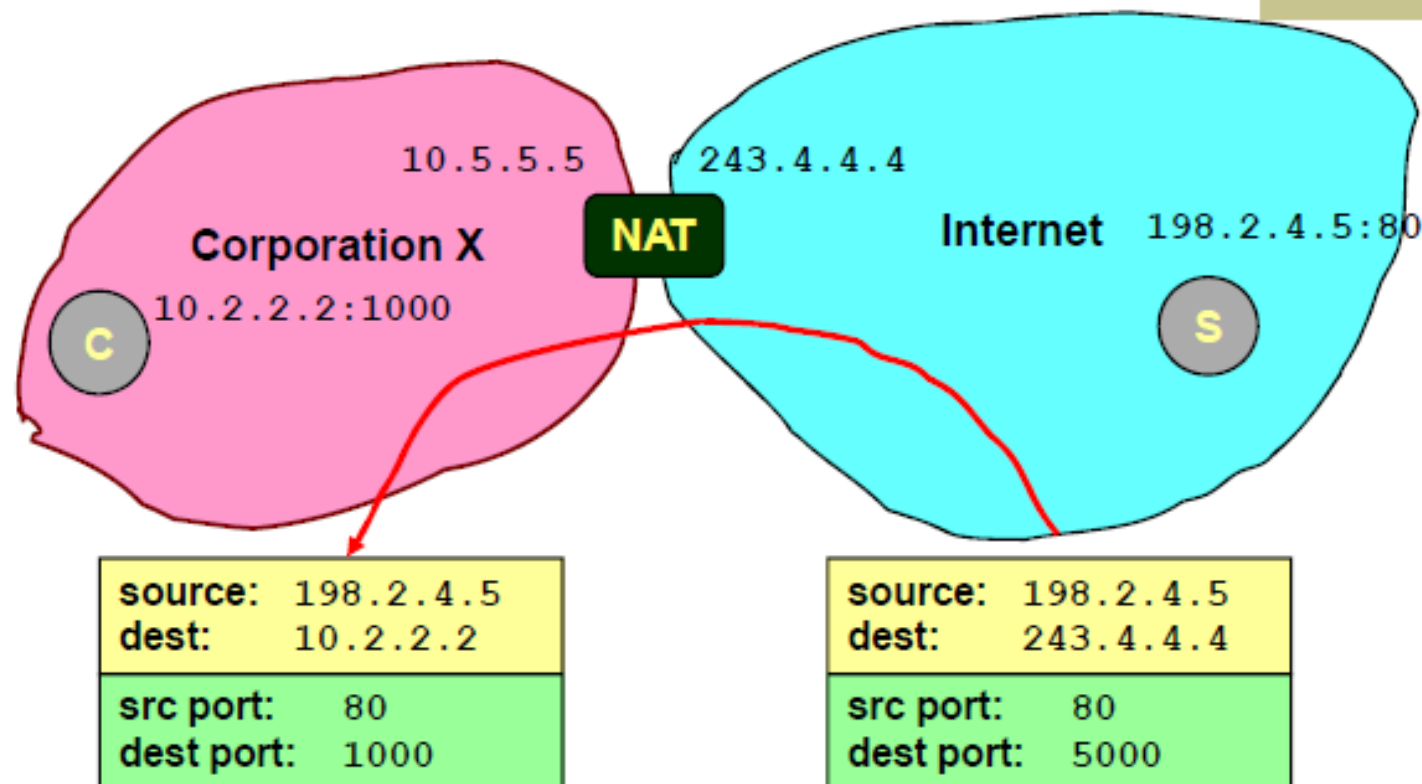 10.5.5.5
243.4.4.4
NAT
Corporation X
Internet
198.2.4.5:80
10.2.2.2:1000
C
S
source: 198.2.4.5
dest: 10.2.2.2
src port: 80
dest port: 1000
source: 198.2.4.5
dest: 243.4.4.4
src port: 80
dest port: 5000